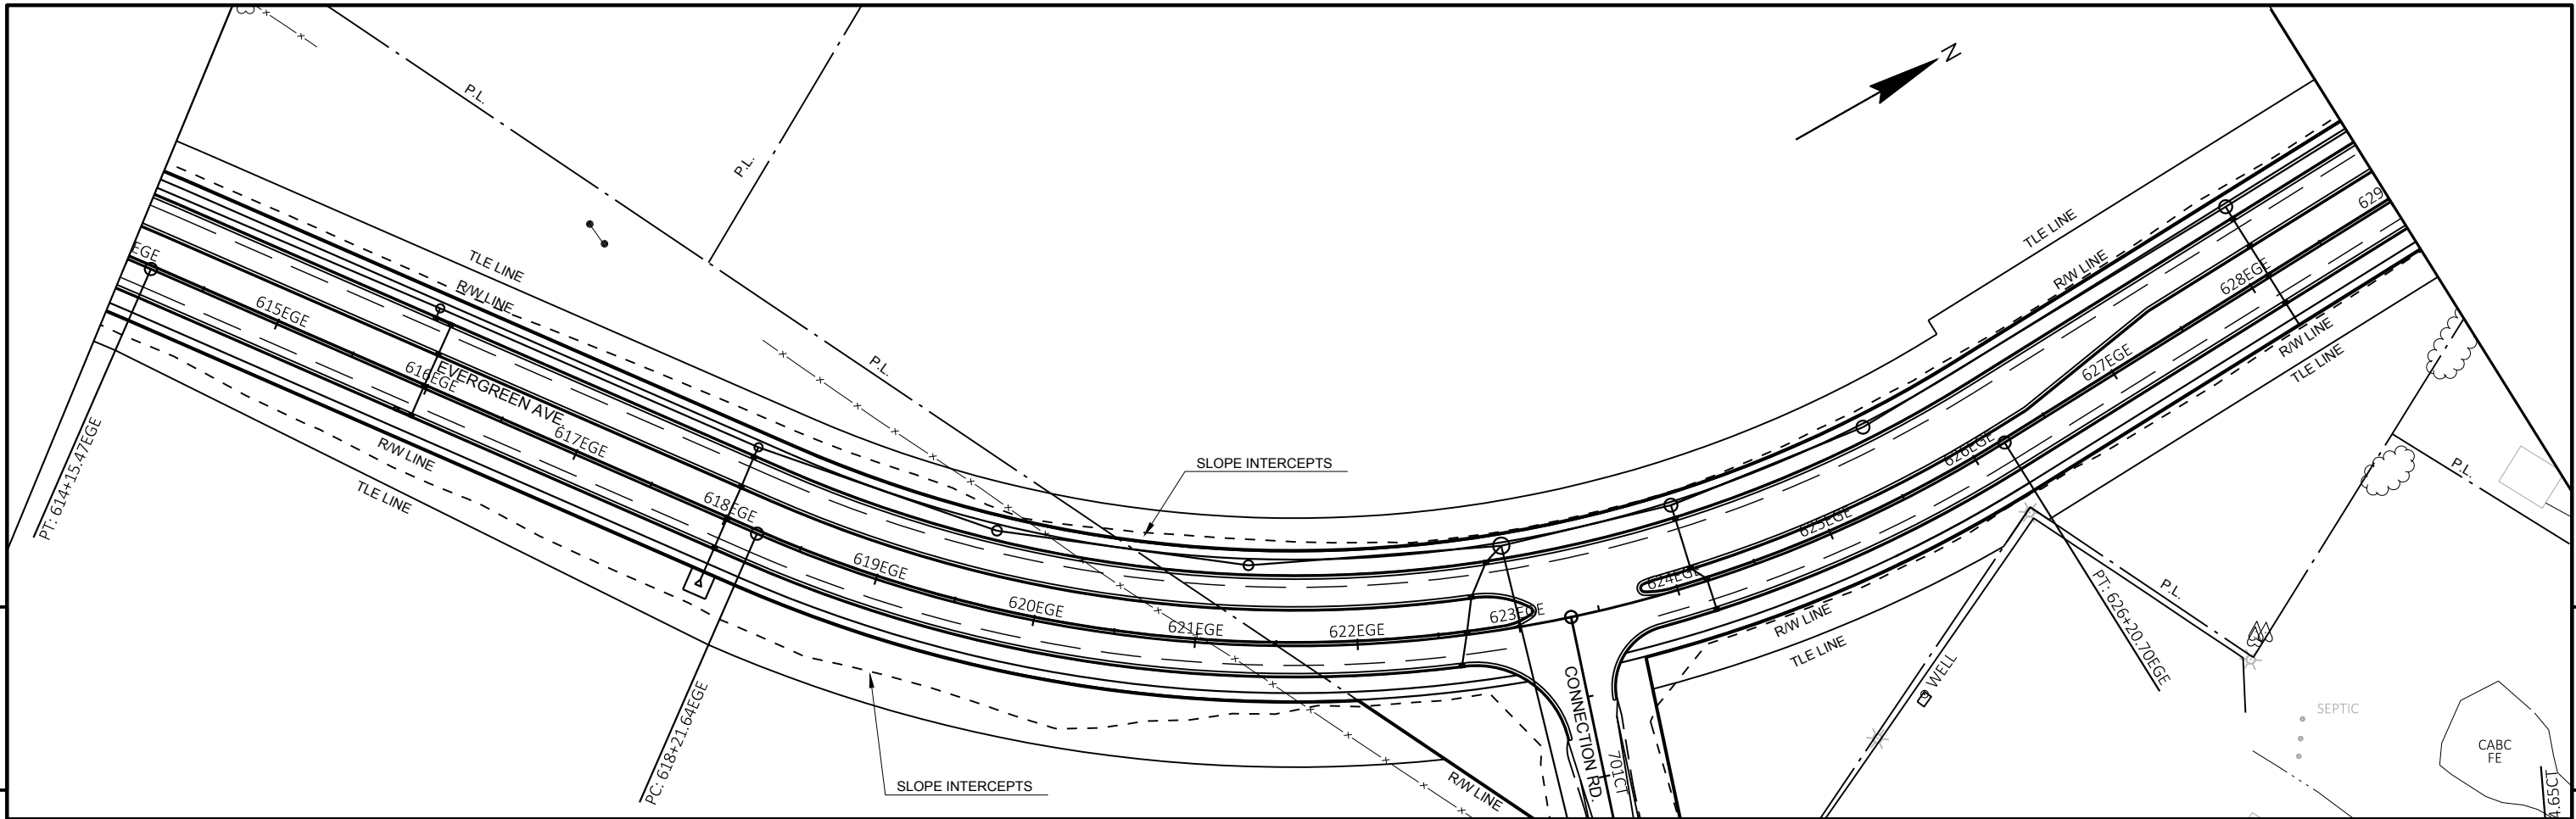 N
P.L.
P.L.
TLE LINE
R/W LINE
EGE
615EGE
616EGE
EVERGREEN AVE.
617EGE
618EGE
R/W LINE
TLE LINE
PT: 614+15.47EGE
P.L.
SLOPE INTERCEPTS
619EGE
620EGE
621EGE
622EGE
623EGE
624EGE
625EGE
626EGE
627EGE
628EGE
629
TLE LINE
R/W LINE
R/W LINE
TLE LINE
P.L.
PC: 618+21.64EGE
SLOPE INTERCEPTS
R/W LINE
CONNECTION RD.
701CT
R/W LINE
TLE LINE
WELL
PT: 626+20.70EGE
P.L.
SEPTIC
CABC
FE
4.65CT